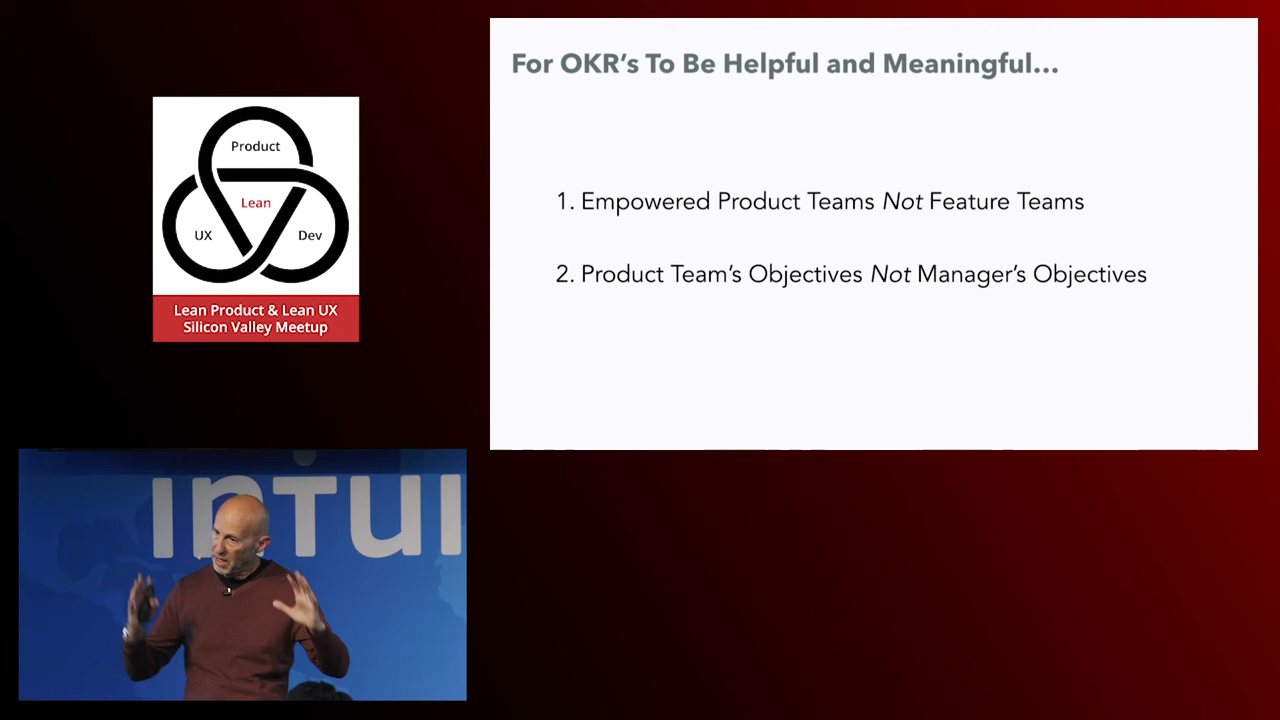 Product
Lean
UX
Dev
Lean Product & Lean UX
Silicon Valley Meetup
For OKR's To Be Helpful and Meaningful...
1. Empowered Product Teams Not Feature Teams
2. Product Team's Objectives Not Manager's Objectives
intui